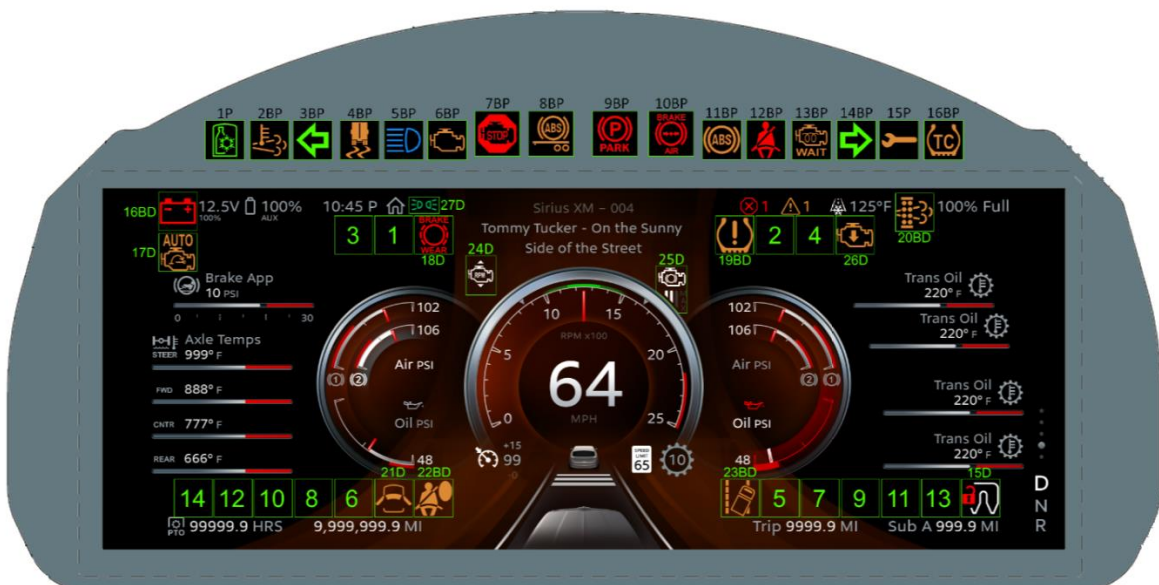 1P 2BP 3BP 4BP 5BP 6BP 7BP 8BP 9BP 10BP 11BP 12BP 13BP 14BP 15P 16BP
STOP
ABS
P
PARK
BRAKE
AIR
ABS
WAIT
TC
16BD
12.5V
100%
100%
AUX
10:45 P
27D
Sirius XM – 004
Tommy Tucker - On the Sunny
Side of the Street
1
1
125°F
100% Full
20BD
17D
AUTO
3 1
BRAKE
WEAR
18D
24D
RPM
25D
19BD
2 4
26D
Brake App
10 PSI
0 30
Axle Temps
STEER 999° F
FWD 888° F
CNTR 777° F
REAR 666° F
102
106
1 2
Air PSI
Oil PSI
48
0 5 10 15 20 25
RPM x100
64
MPH
+15
99
-0
SPEED
LIMIT
65
10
102
106
2 1
Air PSI
Oil PSI
48
Trans Oil
220° F
Trans Oil
220° F
Trans Oil
220° F
Trans Oil
220° F
21D 22BD
23BD
15D
14 12 10 8 6
5 7 9 11 13
D
N
R
PTO 99999.9 HRS
9,999,999.9 MI
Trip 9999.9 MI
Sub A 999.9 MI